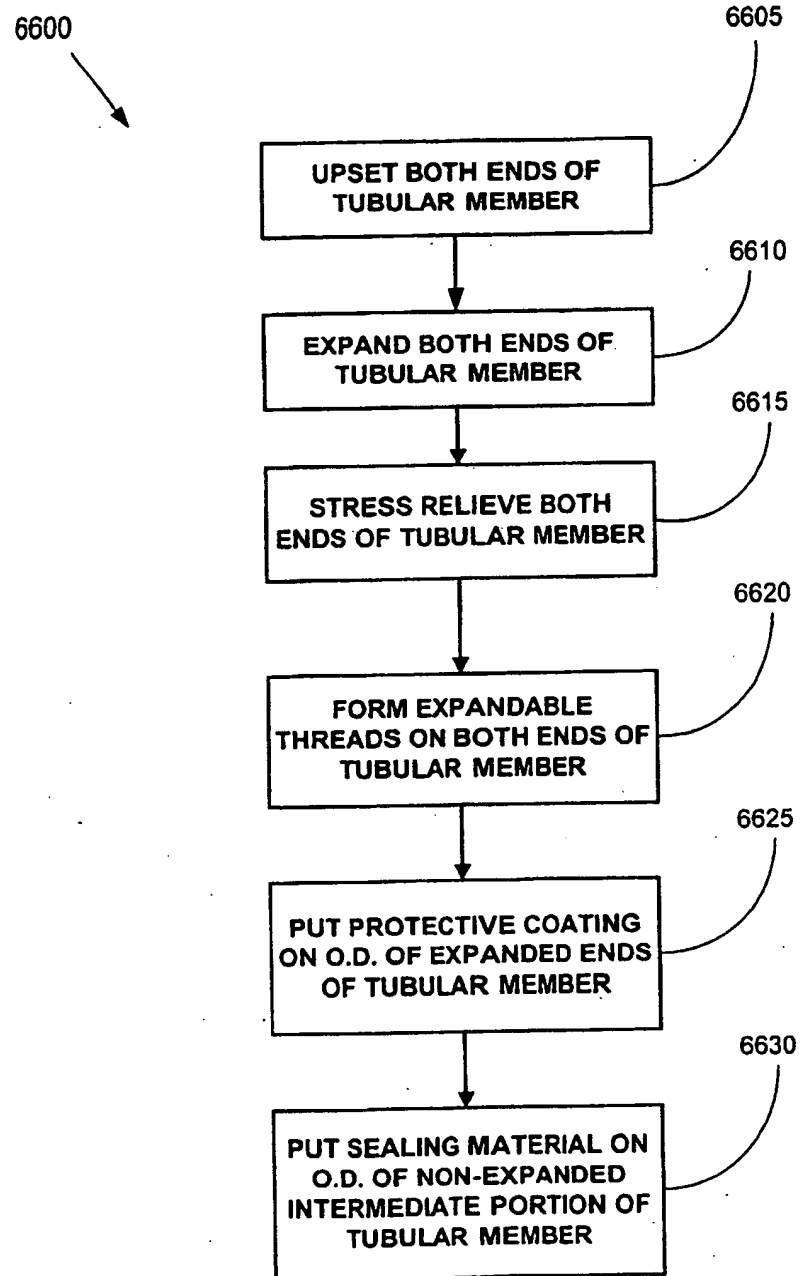 6600
6605
UPSET BOTH ENDS OF
TUBULAR MEMBER
6610
EXPAND BOTH ENDS OF
TUBULAR MEMBER
6615
STRESS RELIEVE BOTH
ENDS OF TUBULAR MEMBER
6620
FORM EXPANDABLE
THREADS ON BOTH ENDS OF
TUBULAR MEMBER
6625
PUT PROTECTIVE COATING
ON O.D. OF EXPANDED ENDS
OF TUBULAR MEMBER
6630
PUT SEALING MATERIAL ON
O.D. OF NON-EXPANDED
INTERMEDIATE PORTION OF
TUBULAR MEMBER